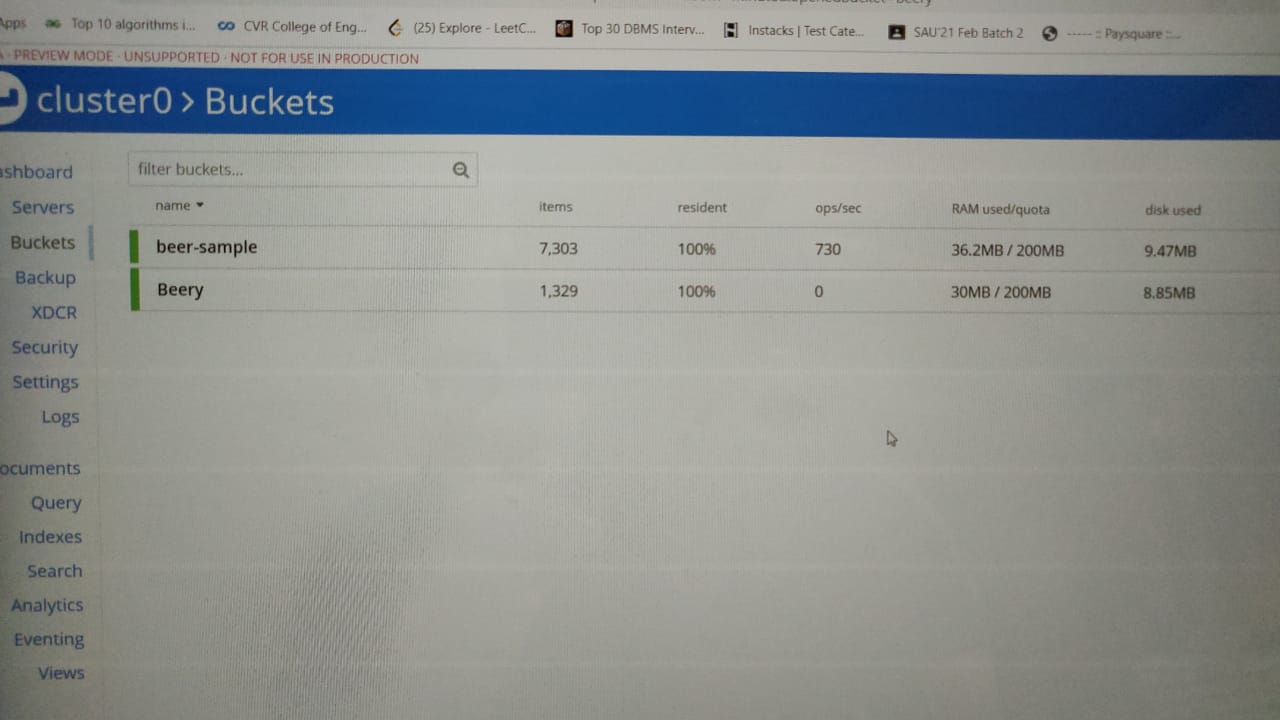 Apps Top 10 algorithms i... CVR College of Eng... (25) Explore - LeetC... Top 30 DBMS Interv... Instacks | Test Cate... SAU'21 Feb Batch 2 ----- :: Paysquare ::...
A · PREVIEW MODE · UNSUPPORTED · NOT FOR USE IN PRODUCTION
cluster0 > Buckets
filter buckets...
name items resident ops/sec RAM used/quota disk used
beer-sample 7,303 100% 730 36.2MB / 200MB 9.47MB
Beery 1,329 100% 0 30MB / 200MB 8.85MB
ashboard
Servers
Buckets
Backup
XDCR
Security
Settings
Logs
ocuments
Query
Indexes
Search
Analytics
Eventing
Views